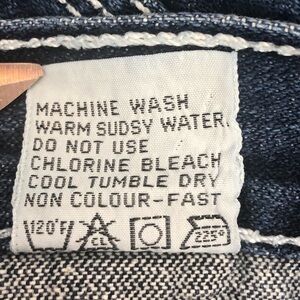 MACHINE WASH
WARM SUDSY WATER.
DO NOT USE
CHLORINE BLEACH
COOL TUMBLE DRY
NON COLOUR-FAST
120°F CL 225°